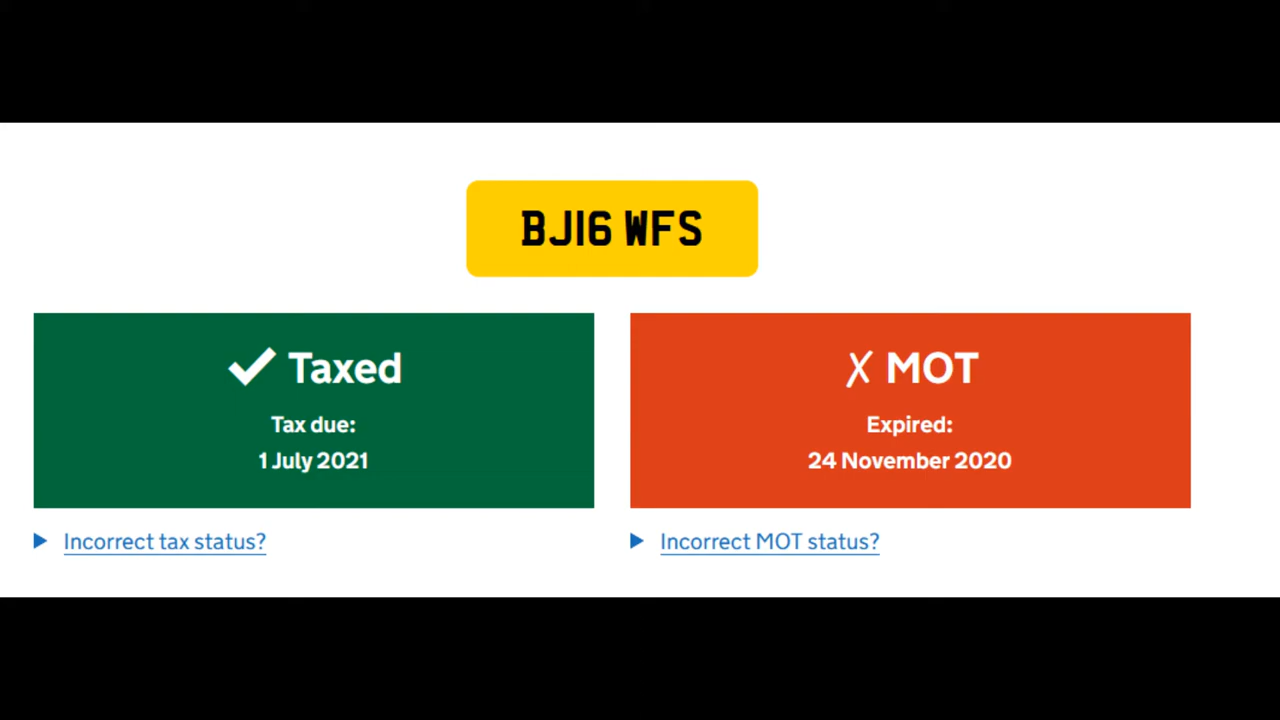 BJ16 WFS
✓ Taxed
Tax due:
1 July 2021
Incorrect tax status?
✗ MOT
Expired:
24 November 2020
Incorrect MOT status?